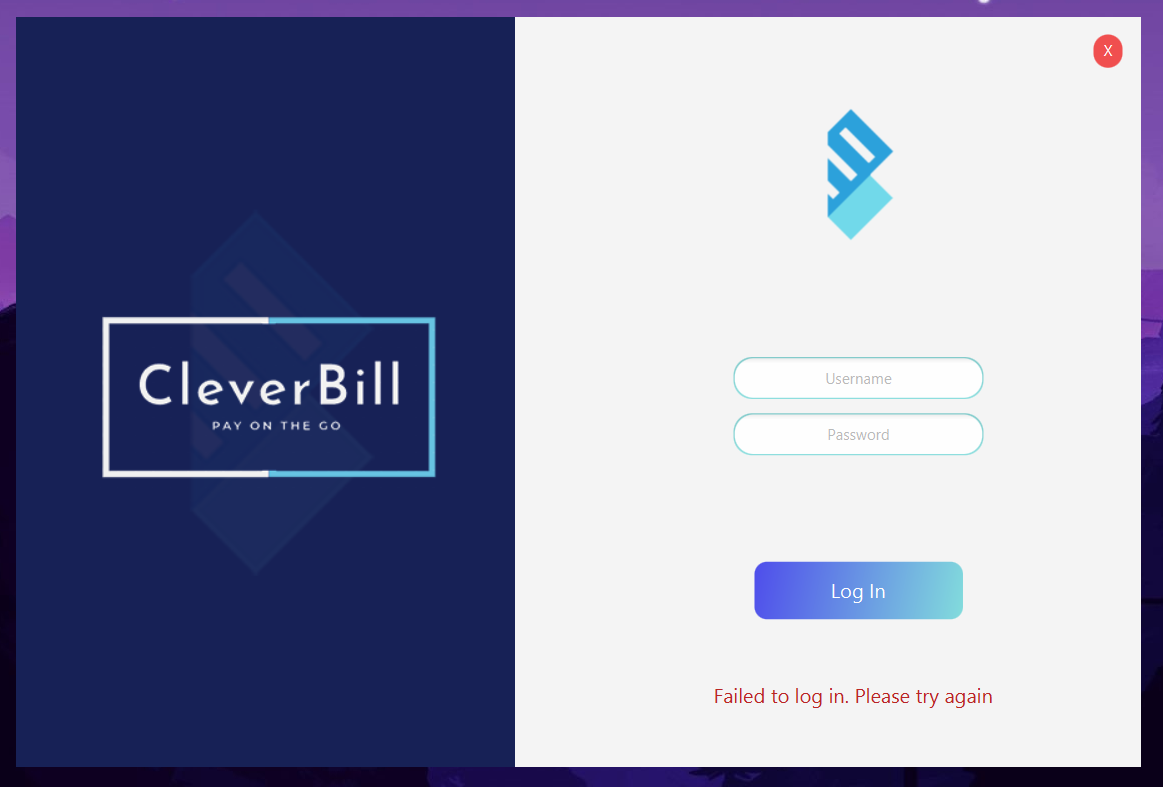 CleverBill
PAY ON THE GO
X
Username
Password
Log In
Failed to log in. Please try again